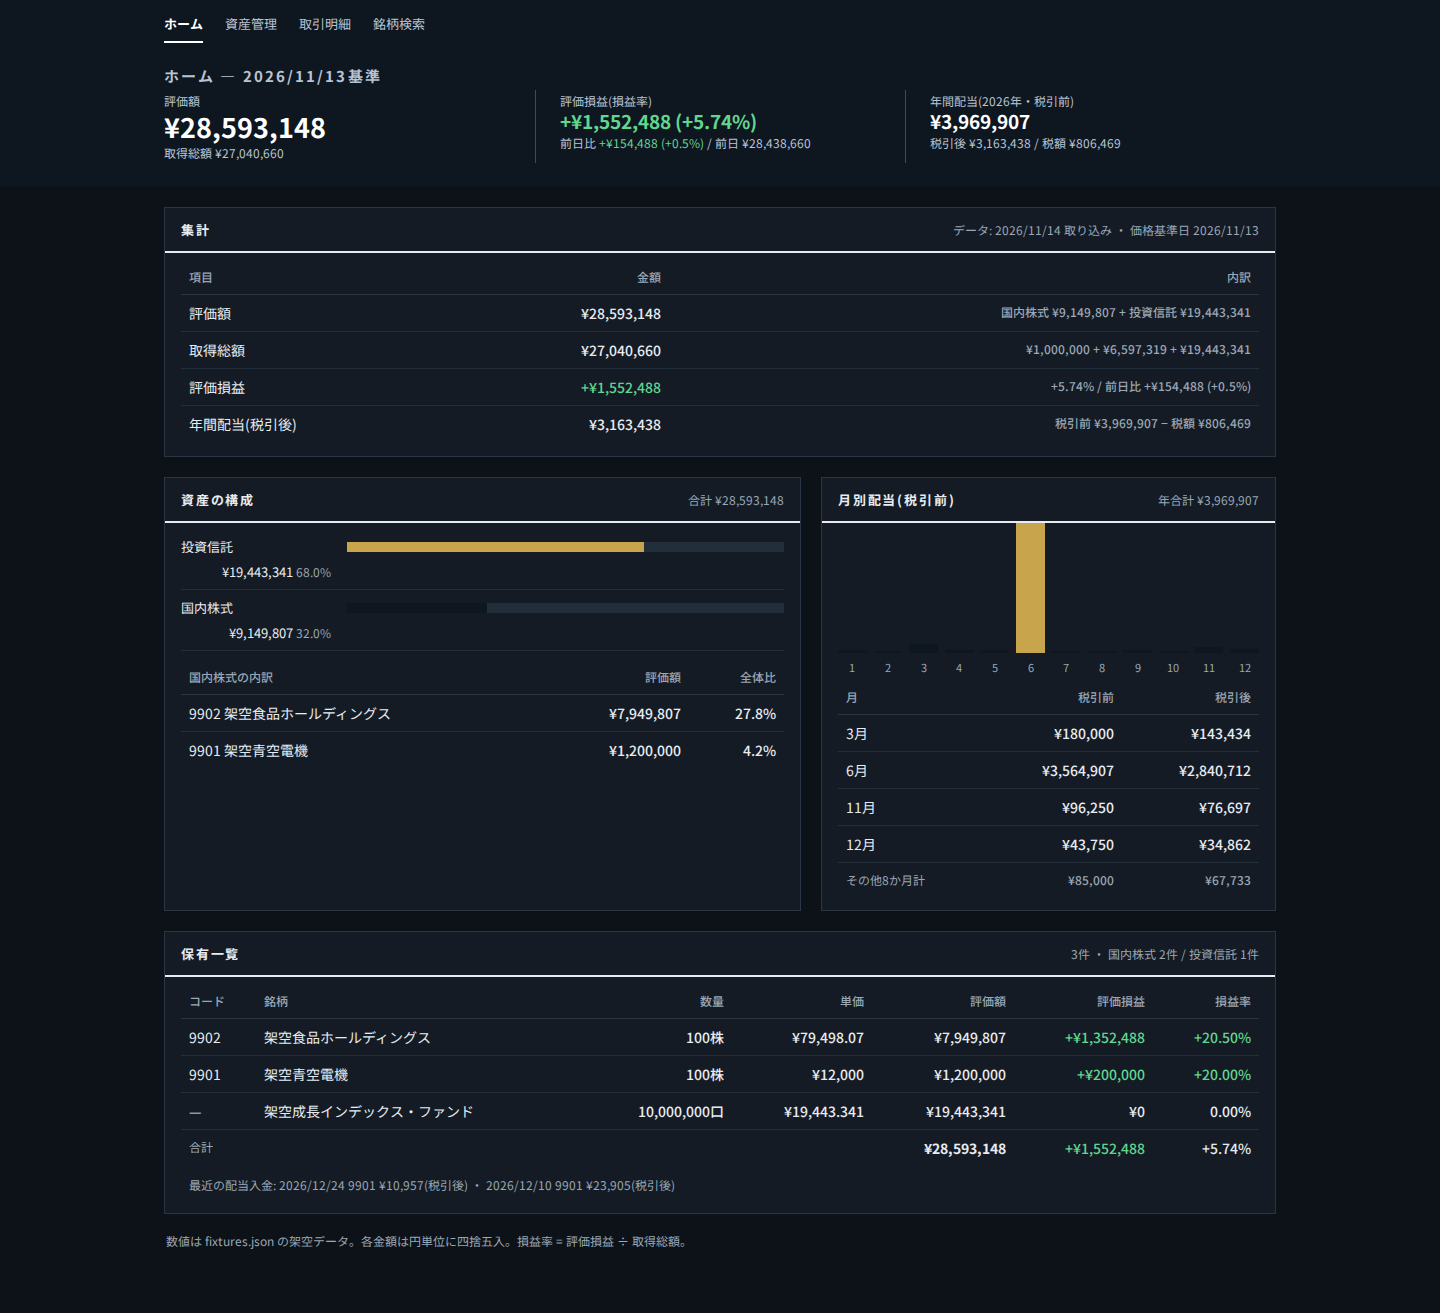 ホーム 資産管理 取引明細 銘柄検索
ホーム — 2026/11/13基準
評価額
¥28,593,148
取得総額 ¥27,040,660
評価損益(損益率)
+¥1,552,488 (+5.74%)
前日比 +¥154,488 (+0.5%) / 前日 ¥28,438,660
年間配当(2026年・税引前)
¥3,969,907
税引後 ¥3,163,438 / 税額 ¥806,469
集計 データ: 2026/11/14 取り込み ・ 価格基準日 2026/11/13
項目 金額 内訳
評価額 ¥28,593,148 国内株式 ¥9,149,807 + 投資信託 ¥19,443,341
取得総額 ¥27,040,660 ¥1,000,000 + ¥6,597,319 + ¥19,443,341
評価損益 +¥1,552,488 +5.74% / 前日比 +¥154,488 (+0.5%)
年間配当(税引後) ¥3,163,438 税引前 ¥3,969,907 − 税額 ¥806,469
資産の構成 合計 ¥28,593,148
投資信託
¥19,443,341 68.0%
国内株式
¥9,149,807 32.0%
国内株式の内訳 評価額 全体比
9902 架空食品ホールディングス ¥7,949,807 27.8%
9901 架空青空電機 ¥1,200,000 4.2%
月別配当(税引前) 年合計 ¥3,969,907
1 2 3 4 5 6 7 8 9 10 11 12
月 税引前 税引後
3月 ¥180,000 ¥143,434
6月 ¥3,564,907 ¥2,840,712
11月 ¥96,250 ¥76,697
12月 ¥43,750 ¥34,862
その他8か月計 ¥85,000 ¥67,733
保有一覧 3件 ・ 国内株式 2件 / 投資信託 1件
コード 銘柄 数量 単価 評価額 評価損益 損益率
9902 架空食品ホールディングス 100株 ¥79,498.07 ¥7,949,807 +¥1,352,488 +20.50%
9901 架空青空電機 100株 ¥12,000 ¥1,200,000 +¥200,000 +20.00%
— 架空成長インデックス・ファンド 10,000,000口 ¥19,443.341 ¥19,443,341 ¥0 0.00%
合計 ¥28,593,148 +¥1,552,488 +5.74%
最近の配当入金: 2026/12/24 9901 ¥10,957(税引後) ・ 2026/12/10 9901 ¥23,905(税引後)
数値は fixtures.json の架空データ。各金額は円単位に四捨五入。損益率 = 評価損益 ÷ 取得総額。